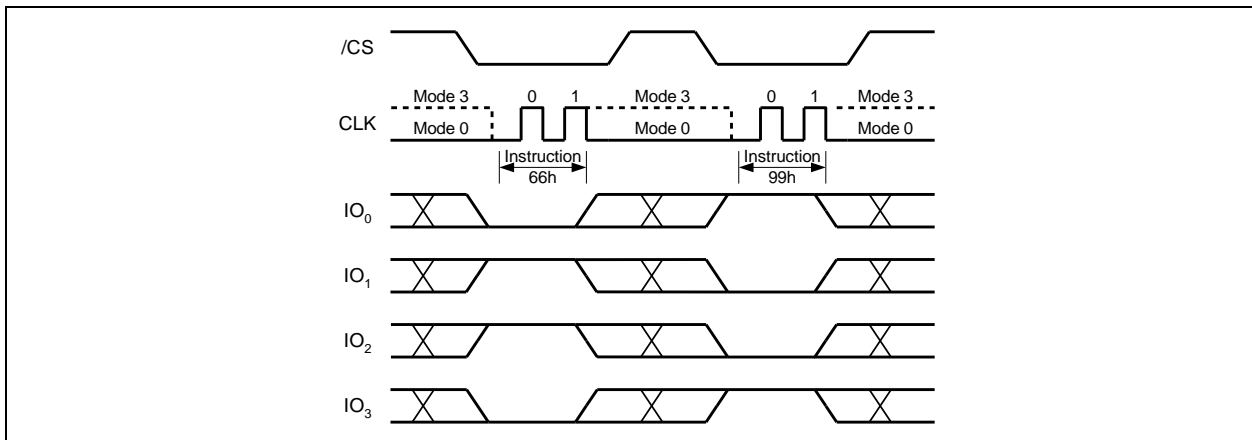 /CS
Mode 3 0 1 Mode 3 0 1 Mode 3
CLK Mode 0 Mode 0 Mode 0
Instruction Instruction
66h 99h
IO0
IO1
IO2
IO3